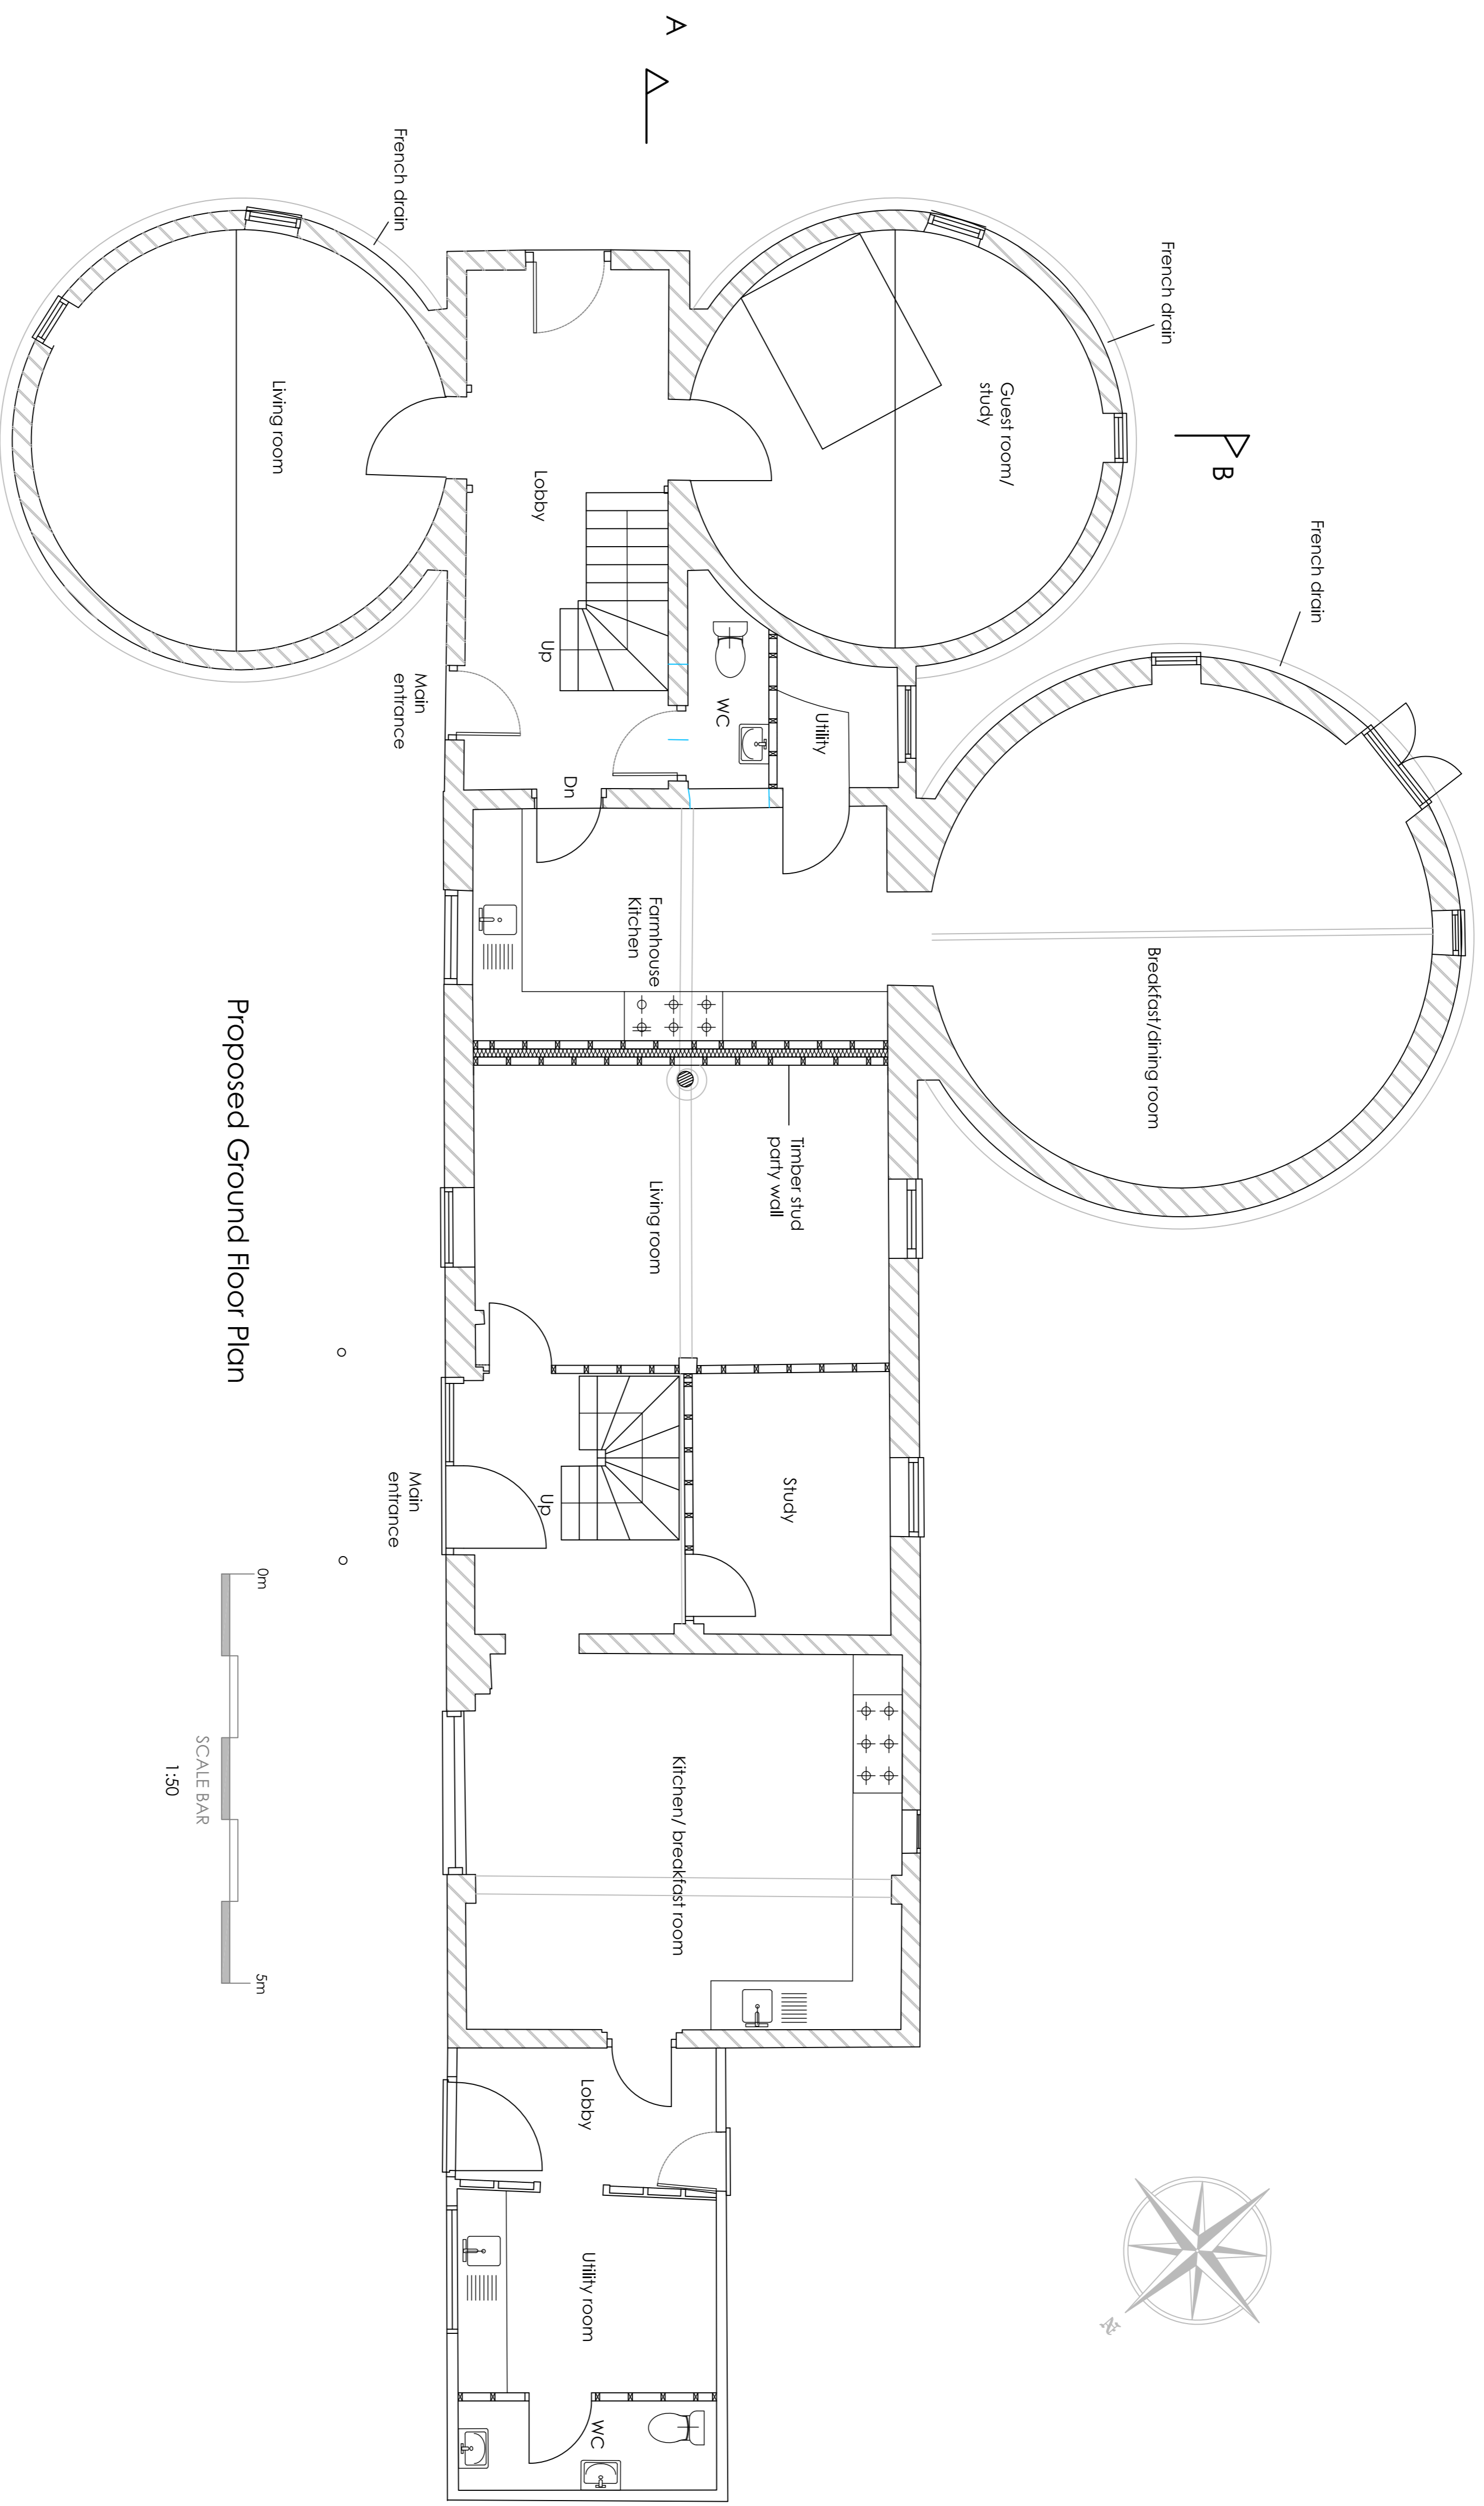 A
French drain
French drain
B
Guest room/
study
Living room
Lobby
French drain
Up
Main
entrance
WC
Utility
Dn
Farmhouse
Kitchen
Breakfast/dining room
Timber stud
party wall
Living room
Proposed Ground Floor Plan
Main
entrance
Up
Study
0m
5m
SCALE BAR
1:50
Kitchen/ breakfast room
Lobby
Utility room
WC
N